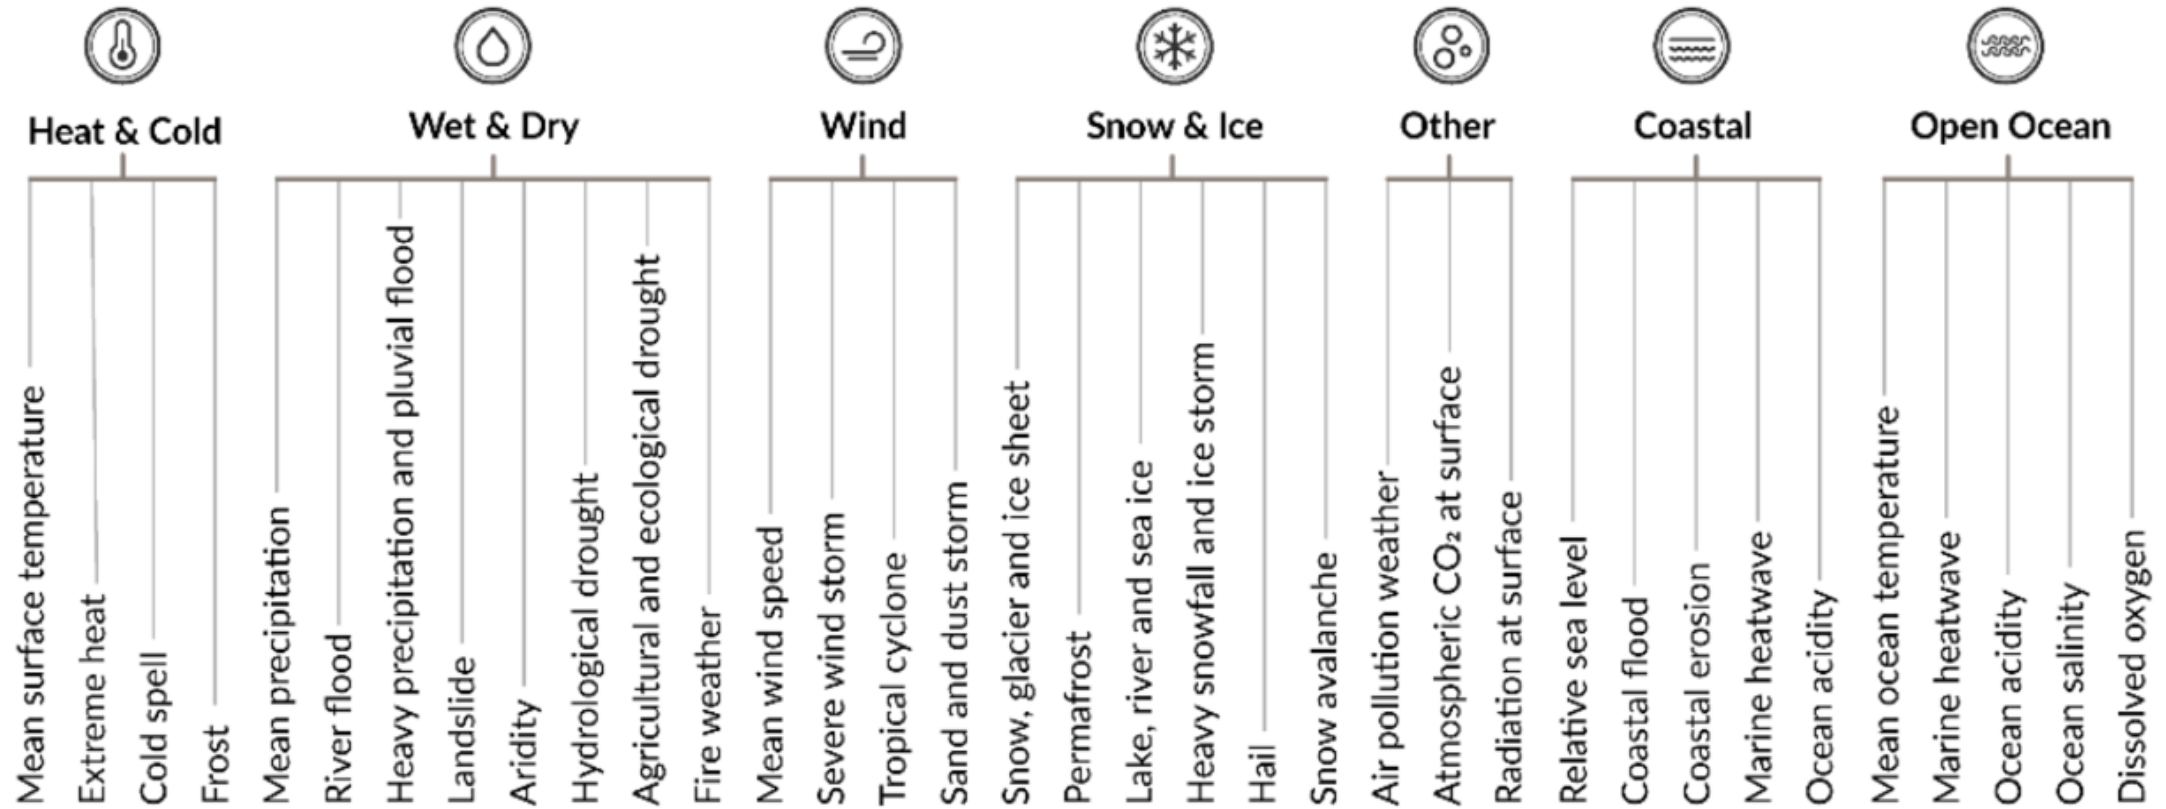 Heat & Cold
Mean surface temperature
Extreme heat
Cold spell
Frost
Wet & Dry
Mean precipitation
River flood
Heavy precipitation and pluvial flood
Landslide
Aridity
Hydrological drought
Agricultural and ecological drought
Fire weather
Wind
Mean wind speed
Severe wind storm
Tropical cyclone
Sand and dust storm
Snow & Ice
Snow, glacier and ice sheet
Permafrost
Lake, river and sea ice
Heavy snowfall and ice storm
Hail
Snow avalanche
Other
Air pollution weather
Atmospheric CO₂ at surface
Radiation at surface
Coastal
Relative sea level
Coastal flood
Coastal erosion
Marine heatwave
Ocean acidity
Open Ocean
Mean ocean temperature
Marine heatwave
Ocean acidity
Ocean salinity
Dissolved oxygen